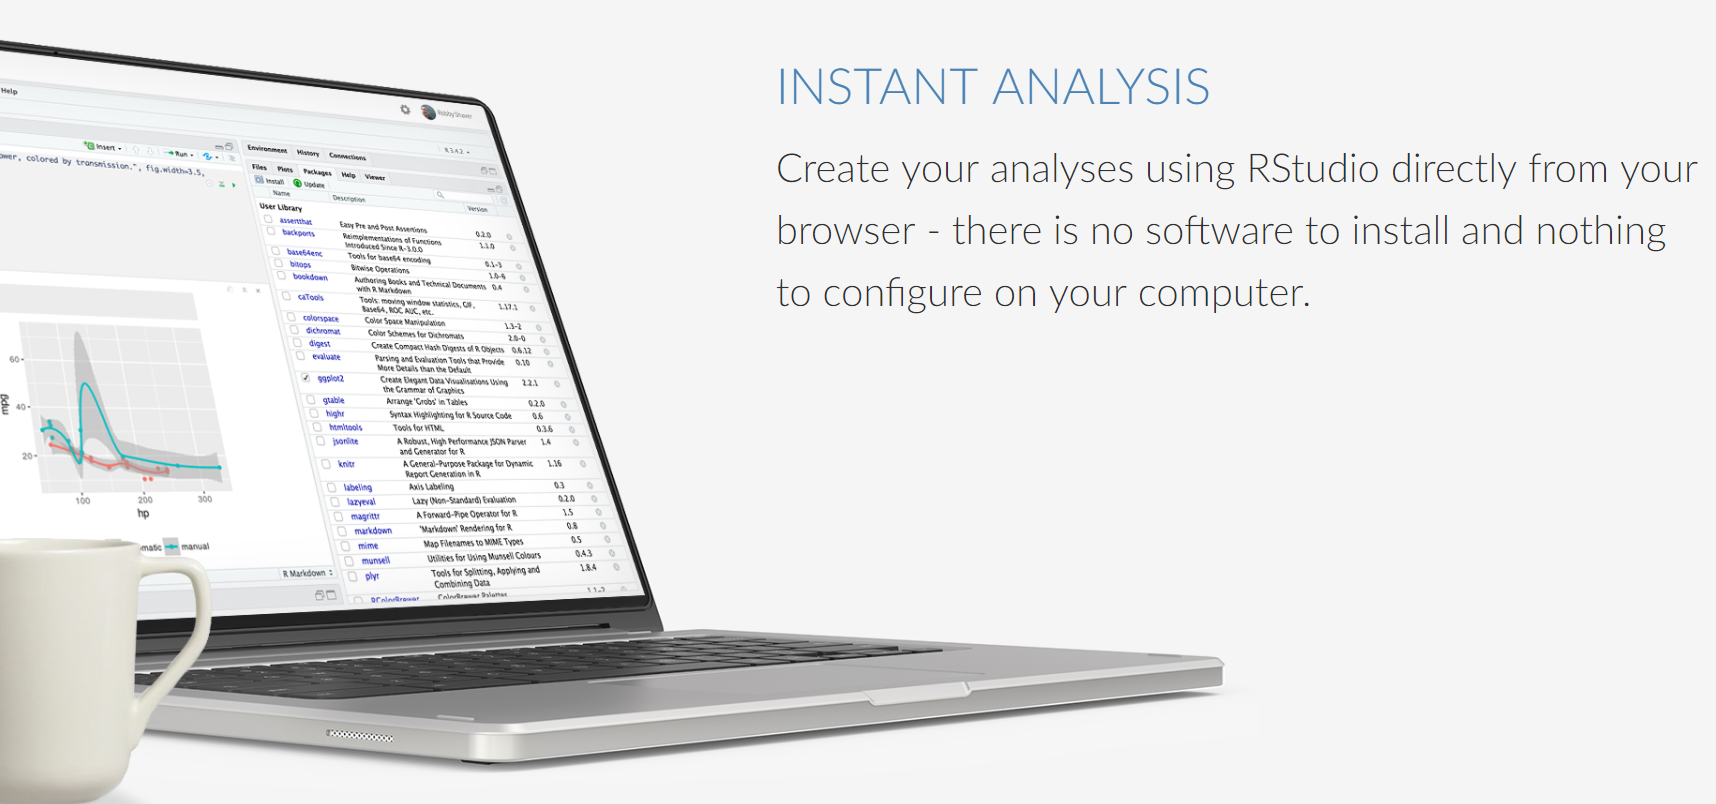 INSTANT ANALYSIS
Create your analyses using RStudio directly from your
browser - there is no software to install and nothing
to configure on your computer.
Help
Robby Shaver
Insert
Run
ower, colored by transmission.", fig.width=3.5,
Environment History Connections
R 3.4.2
Files Plots Packages Help Viewer
Install Update
Name Description Version
User Library
assertthat Easy Pre and Post Assertions 0.2.0
backports Reimplementations of Functions 1.1.0
Introduced Since R-3.0.0
base64enc Tools for base64 encoding 0.1-3
bitops Bitwise Operations 1.0-6
bookdown Authoring Books and Technical Documents 0.4
with R Markdown
caTools Tools: moving window statistics, GIF, 1.17.1
Base64, ROC AUC, etc.
colorspace Color Space Manipulation 1.3-2
dichromat Color Schemes for Dichromats 2.0-0
digest Create Compact Hash Digests of R Objects 0.6.12
evaluate Parsing and Evaluation Tools that Provide 0.10
More Details than the Default
ggplot2 Create Elegant Data Visualisations Using 2.2.1
the Grammar of Graphics
gtable Arrange 'Grobs' in Tables 0.2.0
highr Syntax Highlighting for R Source Code 0.6
htmltools Tools for HTML 0.3.6
jsonlite A Robust, High Performance JSON Parser 1.4
and Generator for R
knitr A General-Purpose Package for Dynamic 1.16
Report Generation in R
labeling Axis Labeling 0.3
lazyeval Lazy (Non-Standard) Evaluation 0.2.0
magrittr A Forward-Pipe Operator for R 1.5
markdown 'Markdown' Rendering for R 0.8
mime Map Filenames to MIME Types 0.5
munsell Utilities for Using Munsell Colours 0.4.3
plyr Tools for Splitting, Applying and 1.8.4
Combining Data
RColorBrewer ColorBrewer Palettes 1.1-2
60
40
20
mpg
100 200 300
hp
matic manual
R Markdown